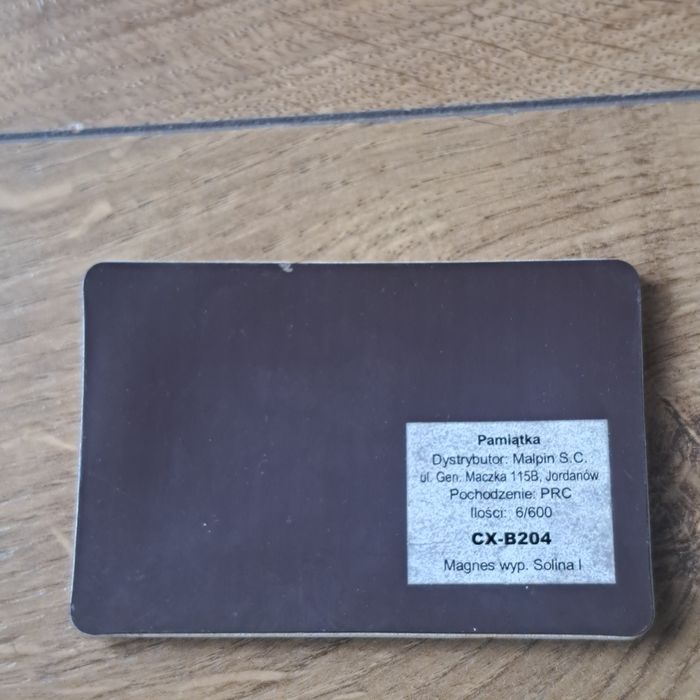 Pamiątka
Dystrybutor: Malpin S.C.
ul. Gen. Maczka 115B, Jordanów
Pochodzenie: PRC
Ilości: 6/600
CX-B204
Magnes wyp. Solina I